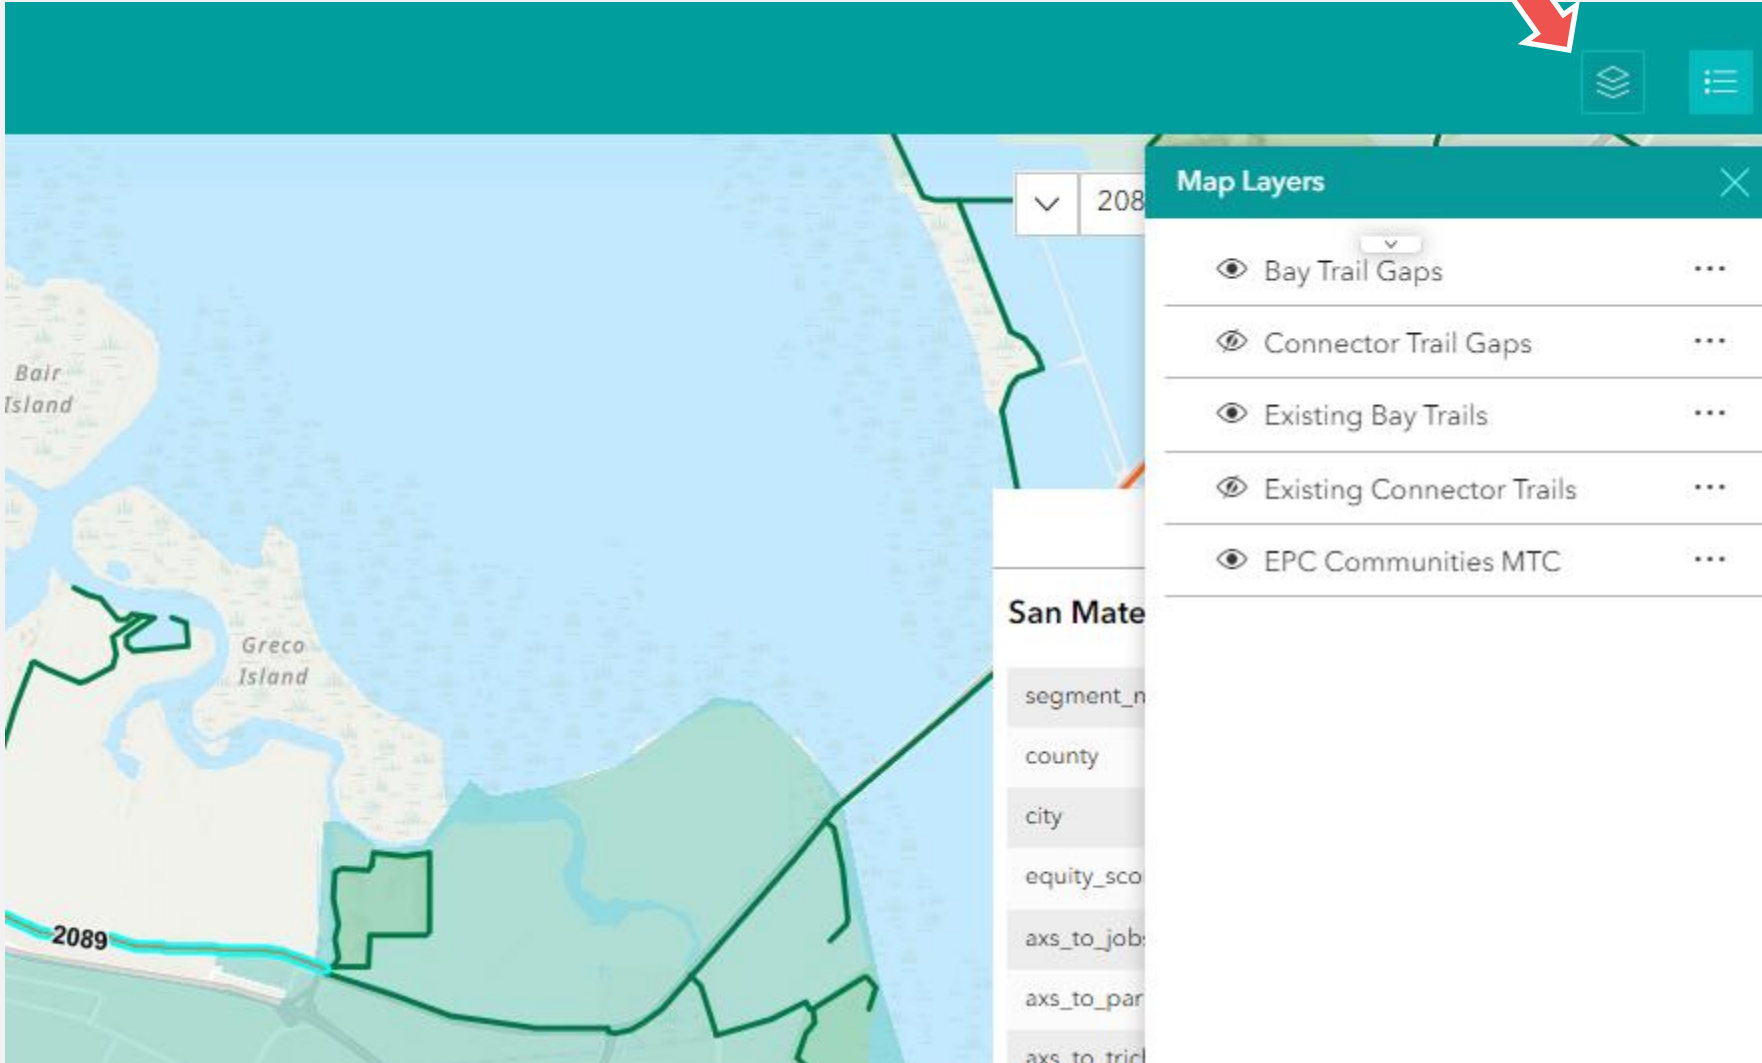 Map Layers
208
Bay Trail Gaps
Connector Trail Gaps
Existing Bay Trails
Existing Connector Trails
EPC Communities MTC
Bair
Island
Greco
Island
2089
San Mate
segment_n
county
city
equity_sco
axs_to_job
axs_to_par
axs_to_tric